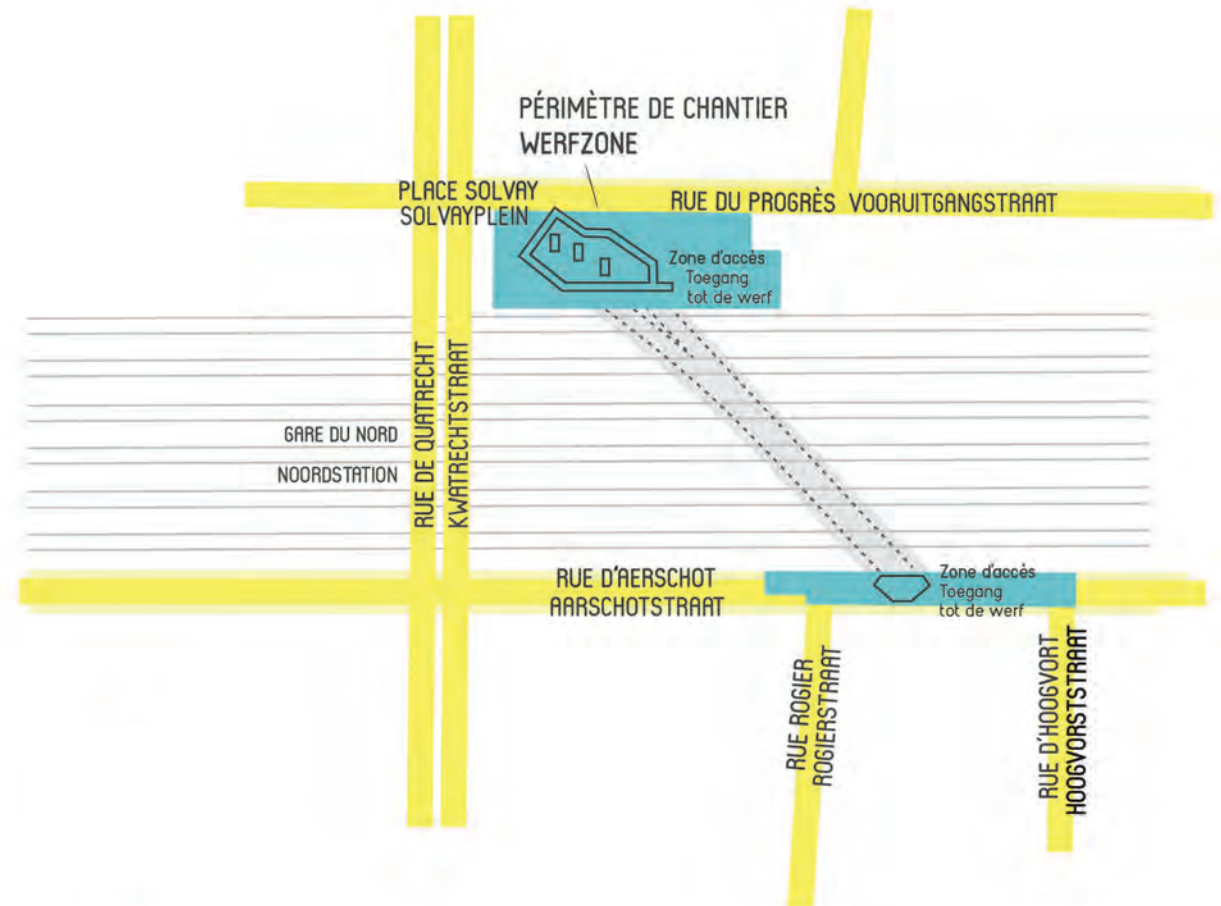 PÉRIMÈTRE DE CHANTIER
WERFZONE
PLACE SOLVAY
SOLVAYPLEIN
RUE DU PROGRÈS VOORUITGANGSTRAAT
Zone d'accès
Toegang
tot de werf
RUE DE QUATRECHT
KWATRECHTSTRAAT
GARE DU NORD
NOORDSTATION
RUE D'AERSCHOT
AARSCHOTSTRAAT
Zone d'accès
Toegang
tot de werf
RUE ROGIER
ROGIERSTRAAT
RUE D'HOOGVORT
HOOGVORSTSTRAAT